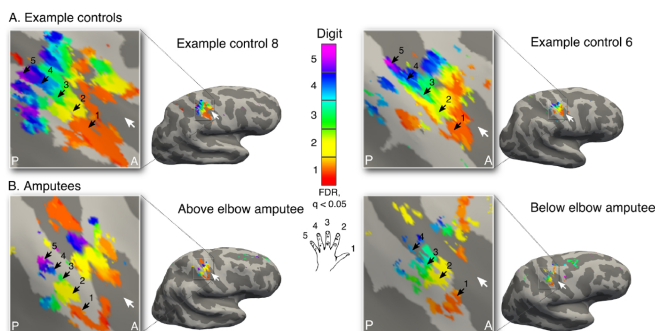 A. Example controls
Example control 8
Digit
5
4
3
2
1
FDR,
q < 0.05
Example control 6
5
4
3
2
1
P
A
5
4
3
2
1
P
A
B. Amputees
Above elbow amputee
5
4
3
2
1
P
A
5
4
3
2
1
Below elbow amputee
5
4
3
2
1
P
A